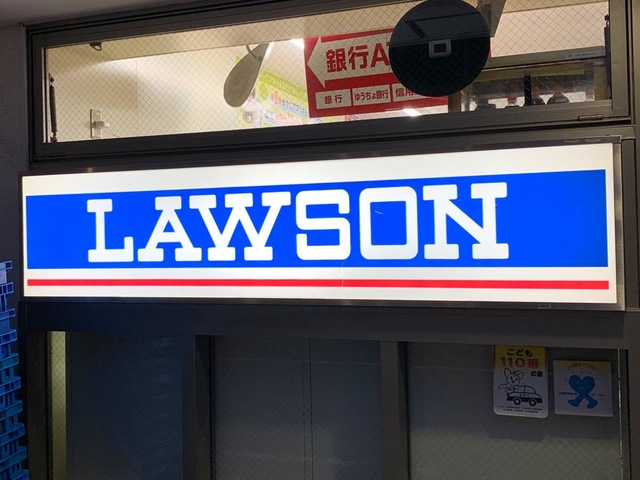 銀行A
銀行 ゆうちょ銀行 信用
LAWSON
こども
110番
の家